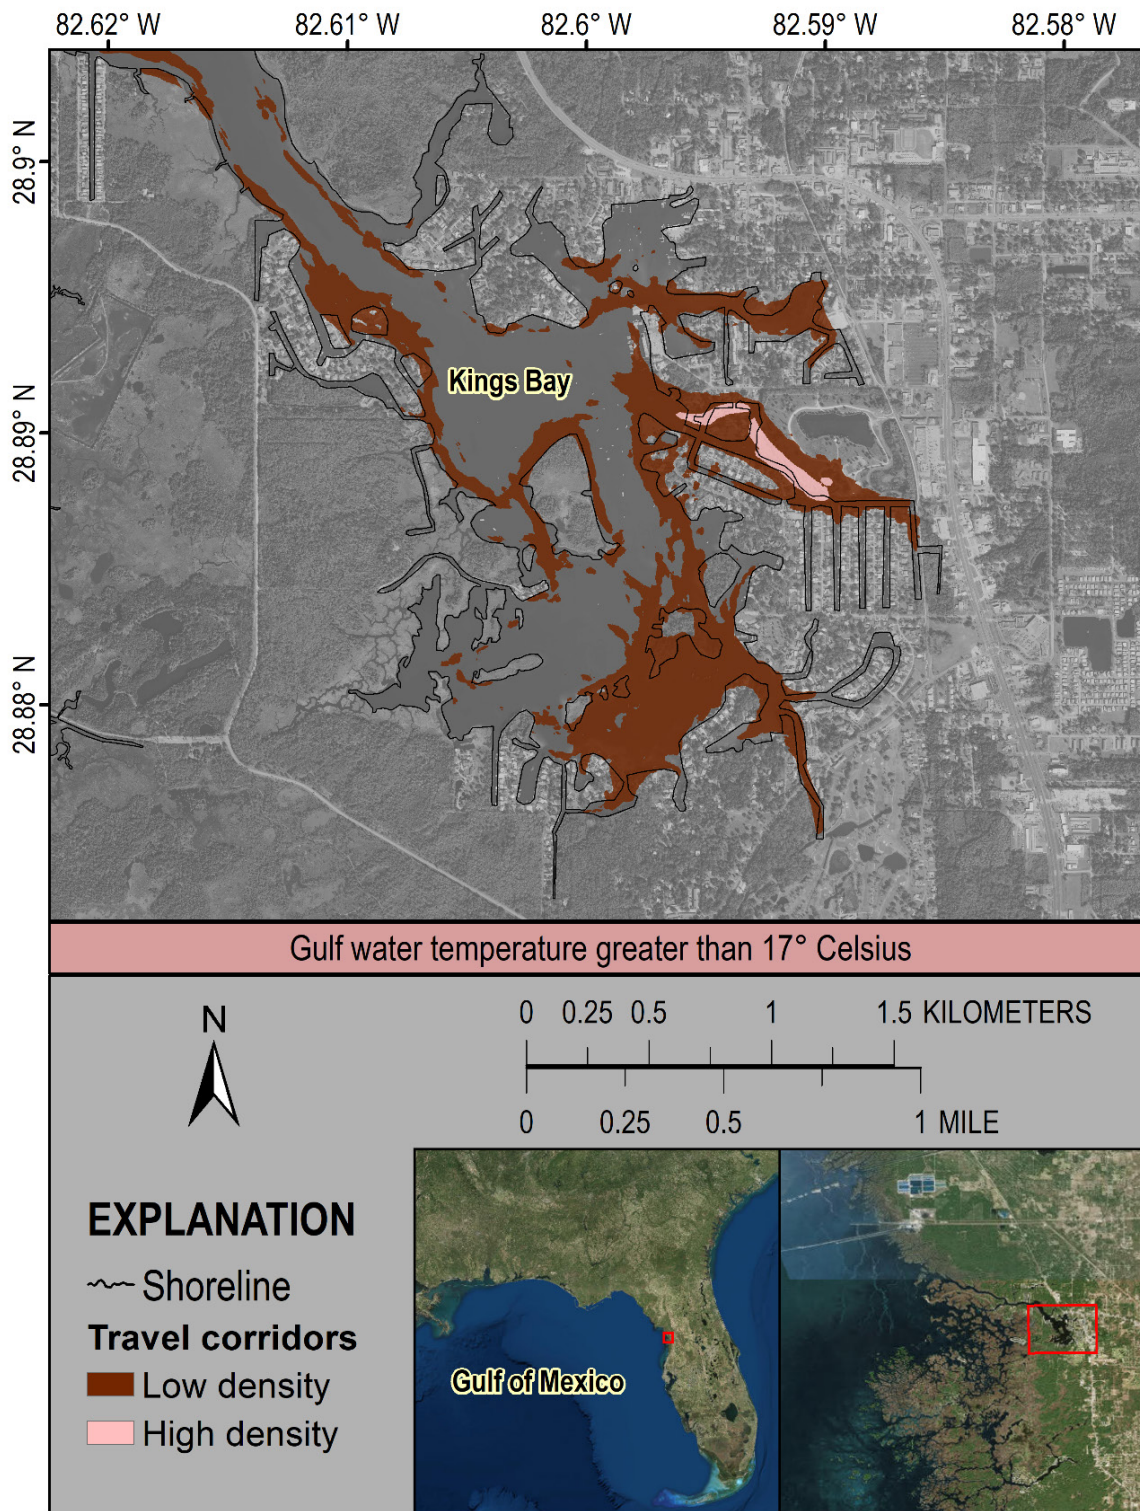 82.62° W 82.61° W 82.6° W 82.59° W 82.58° W
28.9° N
28.89° N
28.88° N
Kings Bay
Gulf water temperature greater than 17° Celsius
N
0 0.25 0.5 1 1.5 KILOMETERS
0 0.25 0.5 1 MILE
EXPLANATION
Shoreline
Travel corridors
Low density
High density
Gulf of Mexico